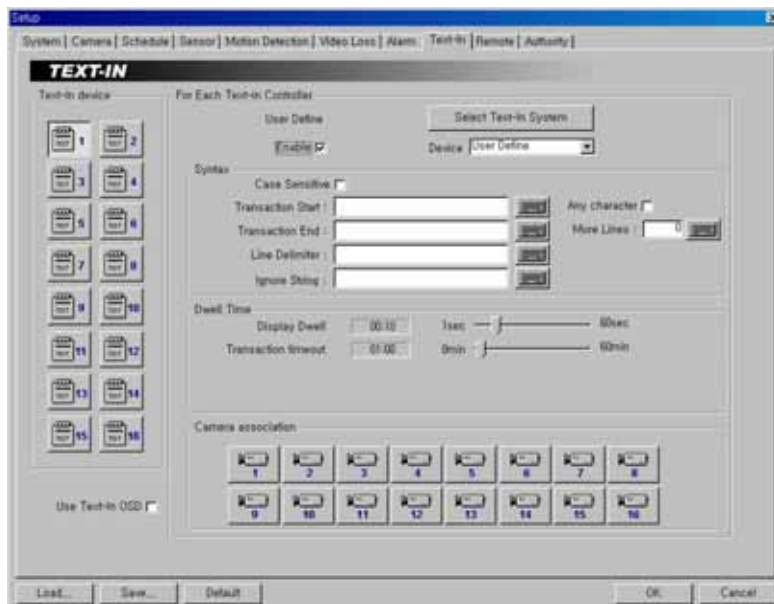 Setup
System | Camera | Schedule | Sensor | Motion Detection | Video Loss | Alarm | Text-In | Remote | Authority |
TEXT-IN
Text-In device
1 2
3 4
5 6
7 8
9 10
11 12
13 14
15 16
Use Text-In OSD
For Each Text-In Controller
User Define
Select Text-In System
Enable
Device User Define
Syntax
Case Sensitive
Transaction Start :
Any character
Transaction End :
More Lines : 0
Line Delimiter :
Ignore String :
Dwell Time
Display Dwell 00:10 1sec 60sec
Transaction timeout 01:00 0min 60min
Camera association
1 2 3 4 5 6 7 8
9 10 11 12 13 14 15 16
Load... Save... Default OK Cancel